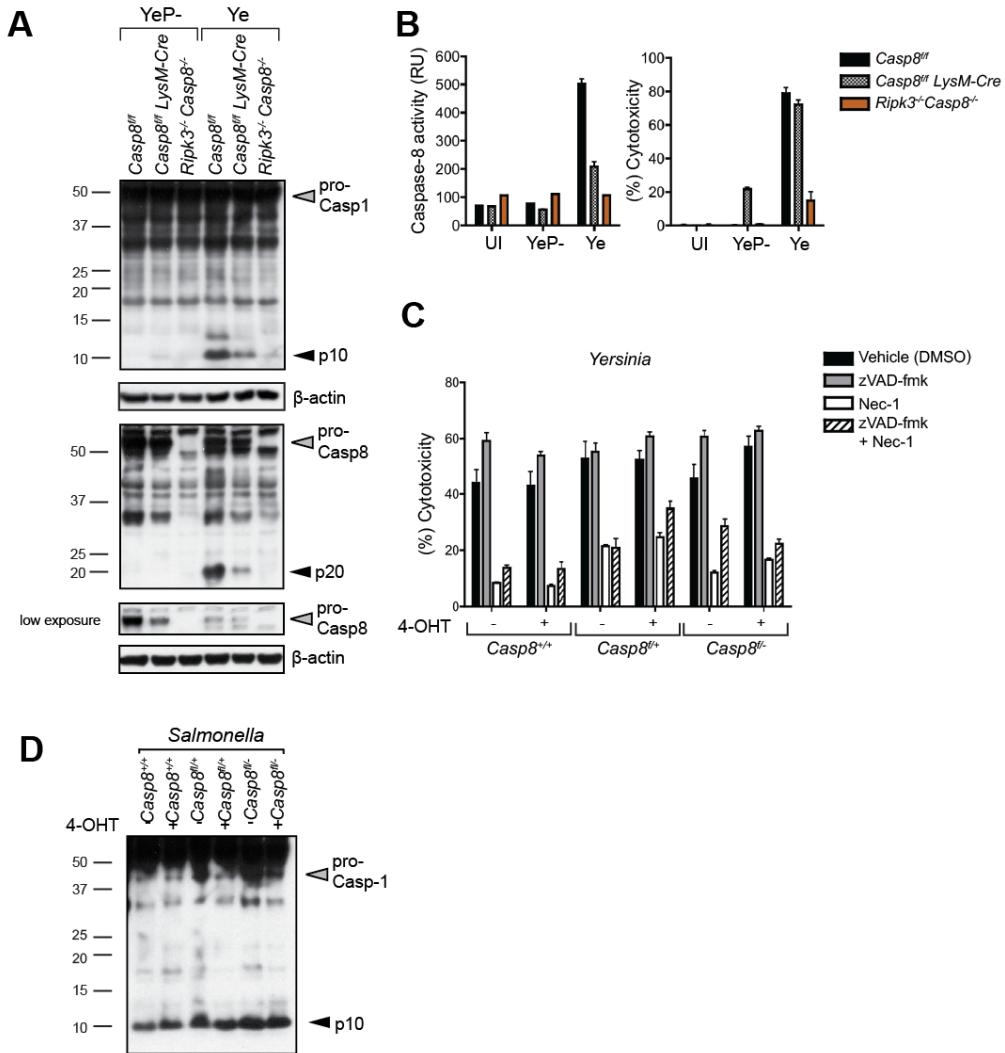 A
YeP-
Ye
Casp8f/f
Casp8f/f LysM-Cre
Ripk3-/- Casp8-/-
Casp8f/f
Casp8f/f LysM-Cre
Ripk3-/- Casp8-/-
50
37
25
20
15
10
pro-
Casp1
p10
β-actin
50
37
25
20
pro-
Casp8
p20
low exposure
pro-
Casp8
β-actin
B
Caspase-8 activity (RU)
600
500
400
300
200
100
0
UI
YeP-
Ye
(%) Cytotoxicity
100
80
60
40
20
0
UI
YeP-
Ye
Casp8f/f
Casp8f/f LysM-Cre
Ripk3-/-Casp8-/-
C
Yersinia
(%) Cytotoxicity
80
60
40
20
0
4-OHT
-
+
-
+
-
+
Casp8+/+
Casp8f/+
Casp8f/-
Vehicle (DMSO)
zVAD-fmk
Nec-1
zVAD-fmk
+ Nec-1
D
Salmonella
Casp8+/+
Casp8+/+
Casp8fl/+
Casp8fl/+
Casp8fl/-
Casp8fl/-
4-OHT
-
+
-
+
-
+
50
37
25
20
15
10
pro-
Casp-1
p10